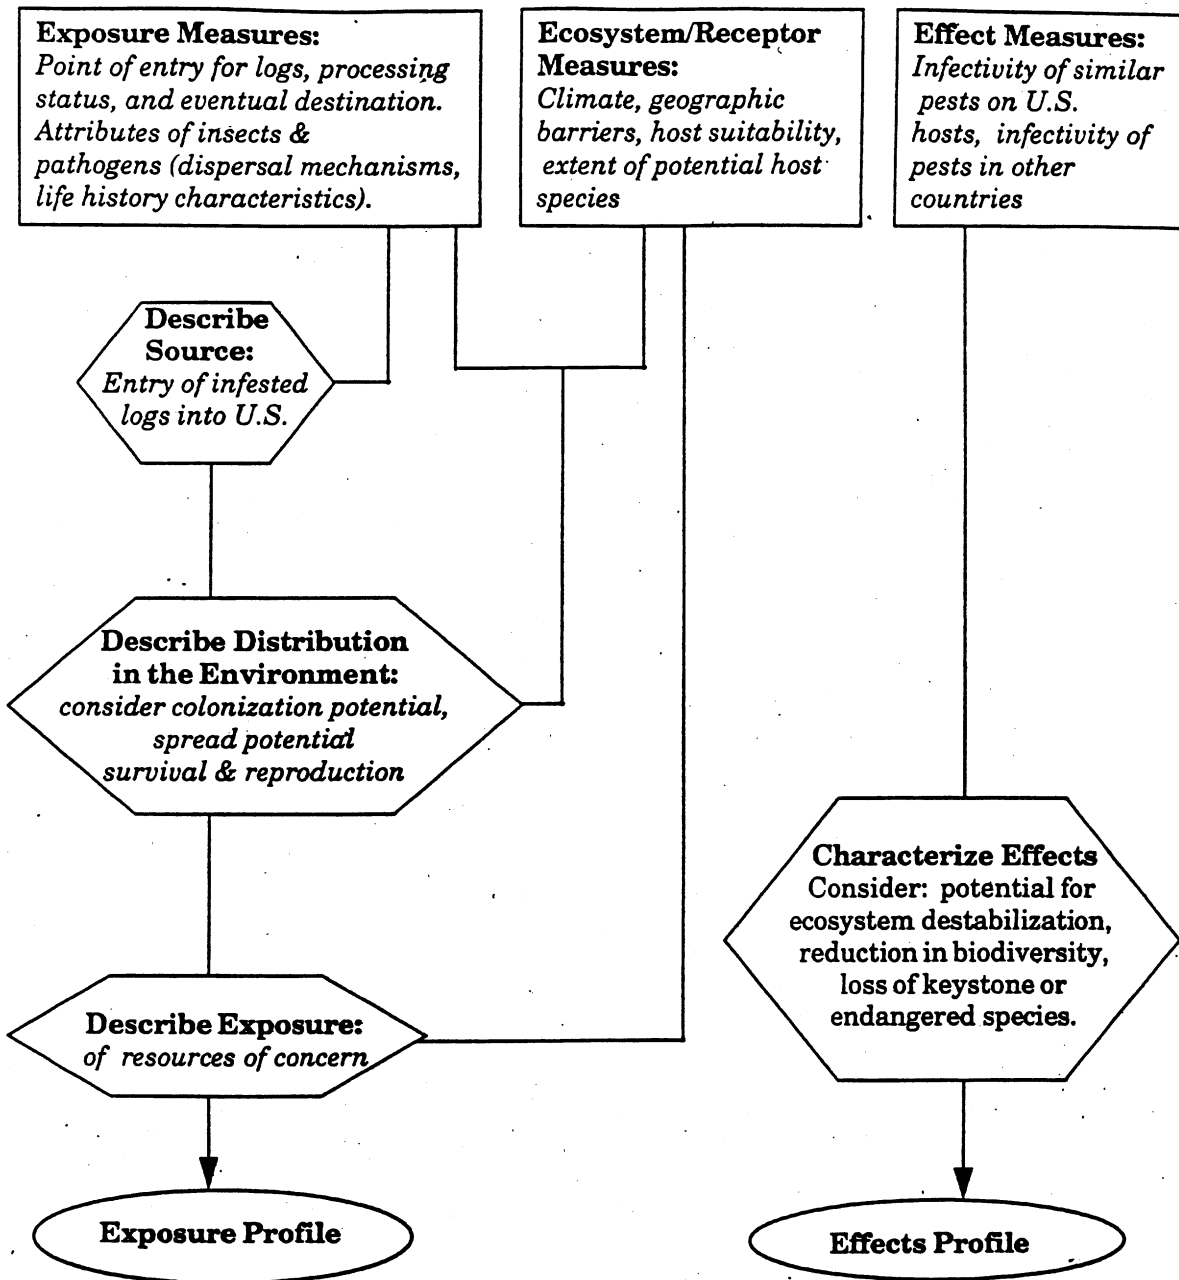 Exposure Measures:
Point of entry for logs, processing
status, and eventual destination.
Attributes of insects &
pathogens (dispersal mechanisms,
life history characteristics).
Ecosystem/Receptor
Measures:
Climate, geographic
barriers, host suitability,
extent of potential host
species
Effect Measures:
Infectivity of similar
pests on U.S.
hosts, infectivity of
pests in other
countries
Describe
Source:
Entry of infested
logs into U.S.
Describe Distribution
in the Environment:
consider colonization potential,
spread potential
survival & reproduction
Characterize Effects
Consider: potential for
ecosystem destabilization,
reduction in biodiversity,
loss of keystone or
endangered species.
Describe Exposure:
of resources of concern
Exposure Profile
Effects Profile